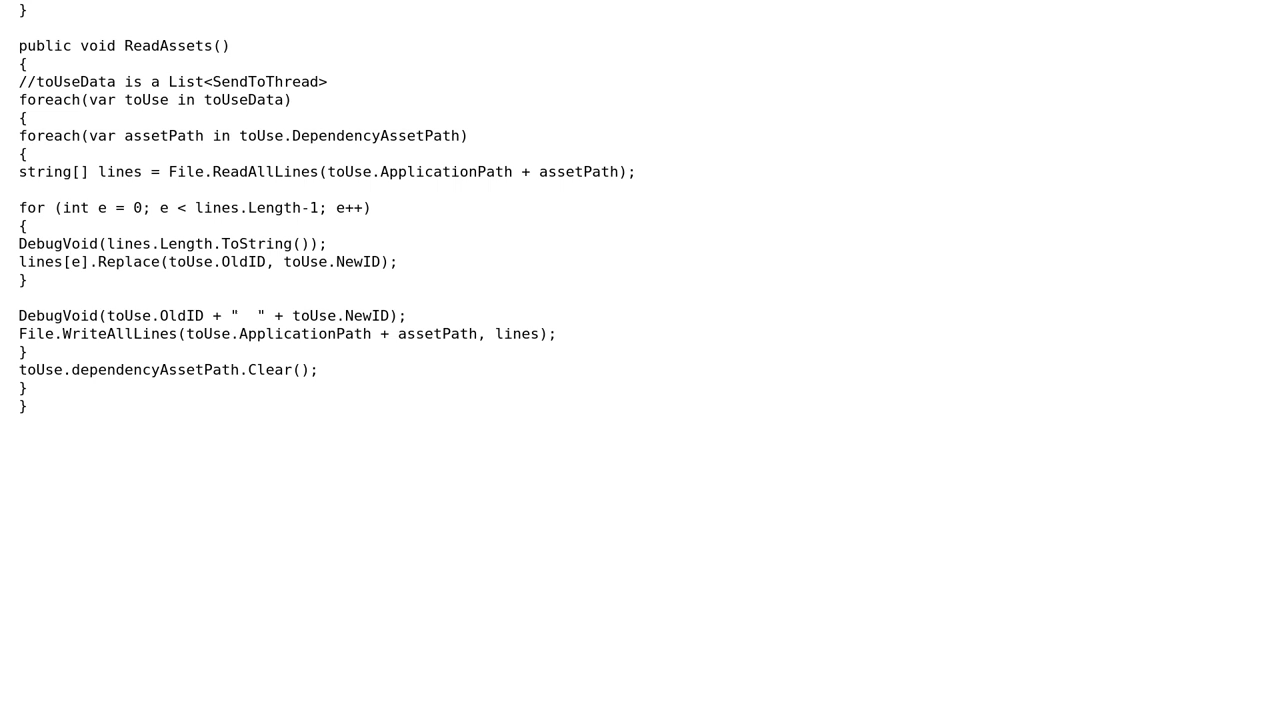 }
public void ReadAssets()
{
//toUseData is a List<SendToThread>
foreach(var toUse in toUseData)
{
foreach(var assetPath in toUse.DependencyAssetPath)
{
string[] lines = File.ReadAllLines(toUse.ApplicationPath + assetPath);
for (int e = 0; e < lines.Length-1; e++)
{
DebugVoid(lines.Length.ToString());
lines[e].Replace(toUse.OldID, toUse.NewID);
}
DebugVoid(toUse.OldID + "  " + toUse.NewID);
File.WriteAllLines(toUse.ApplicationPath + assetPath, lines);
}
toUse.dependencyAssetPath.Clear();
}
}